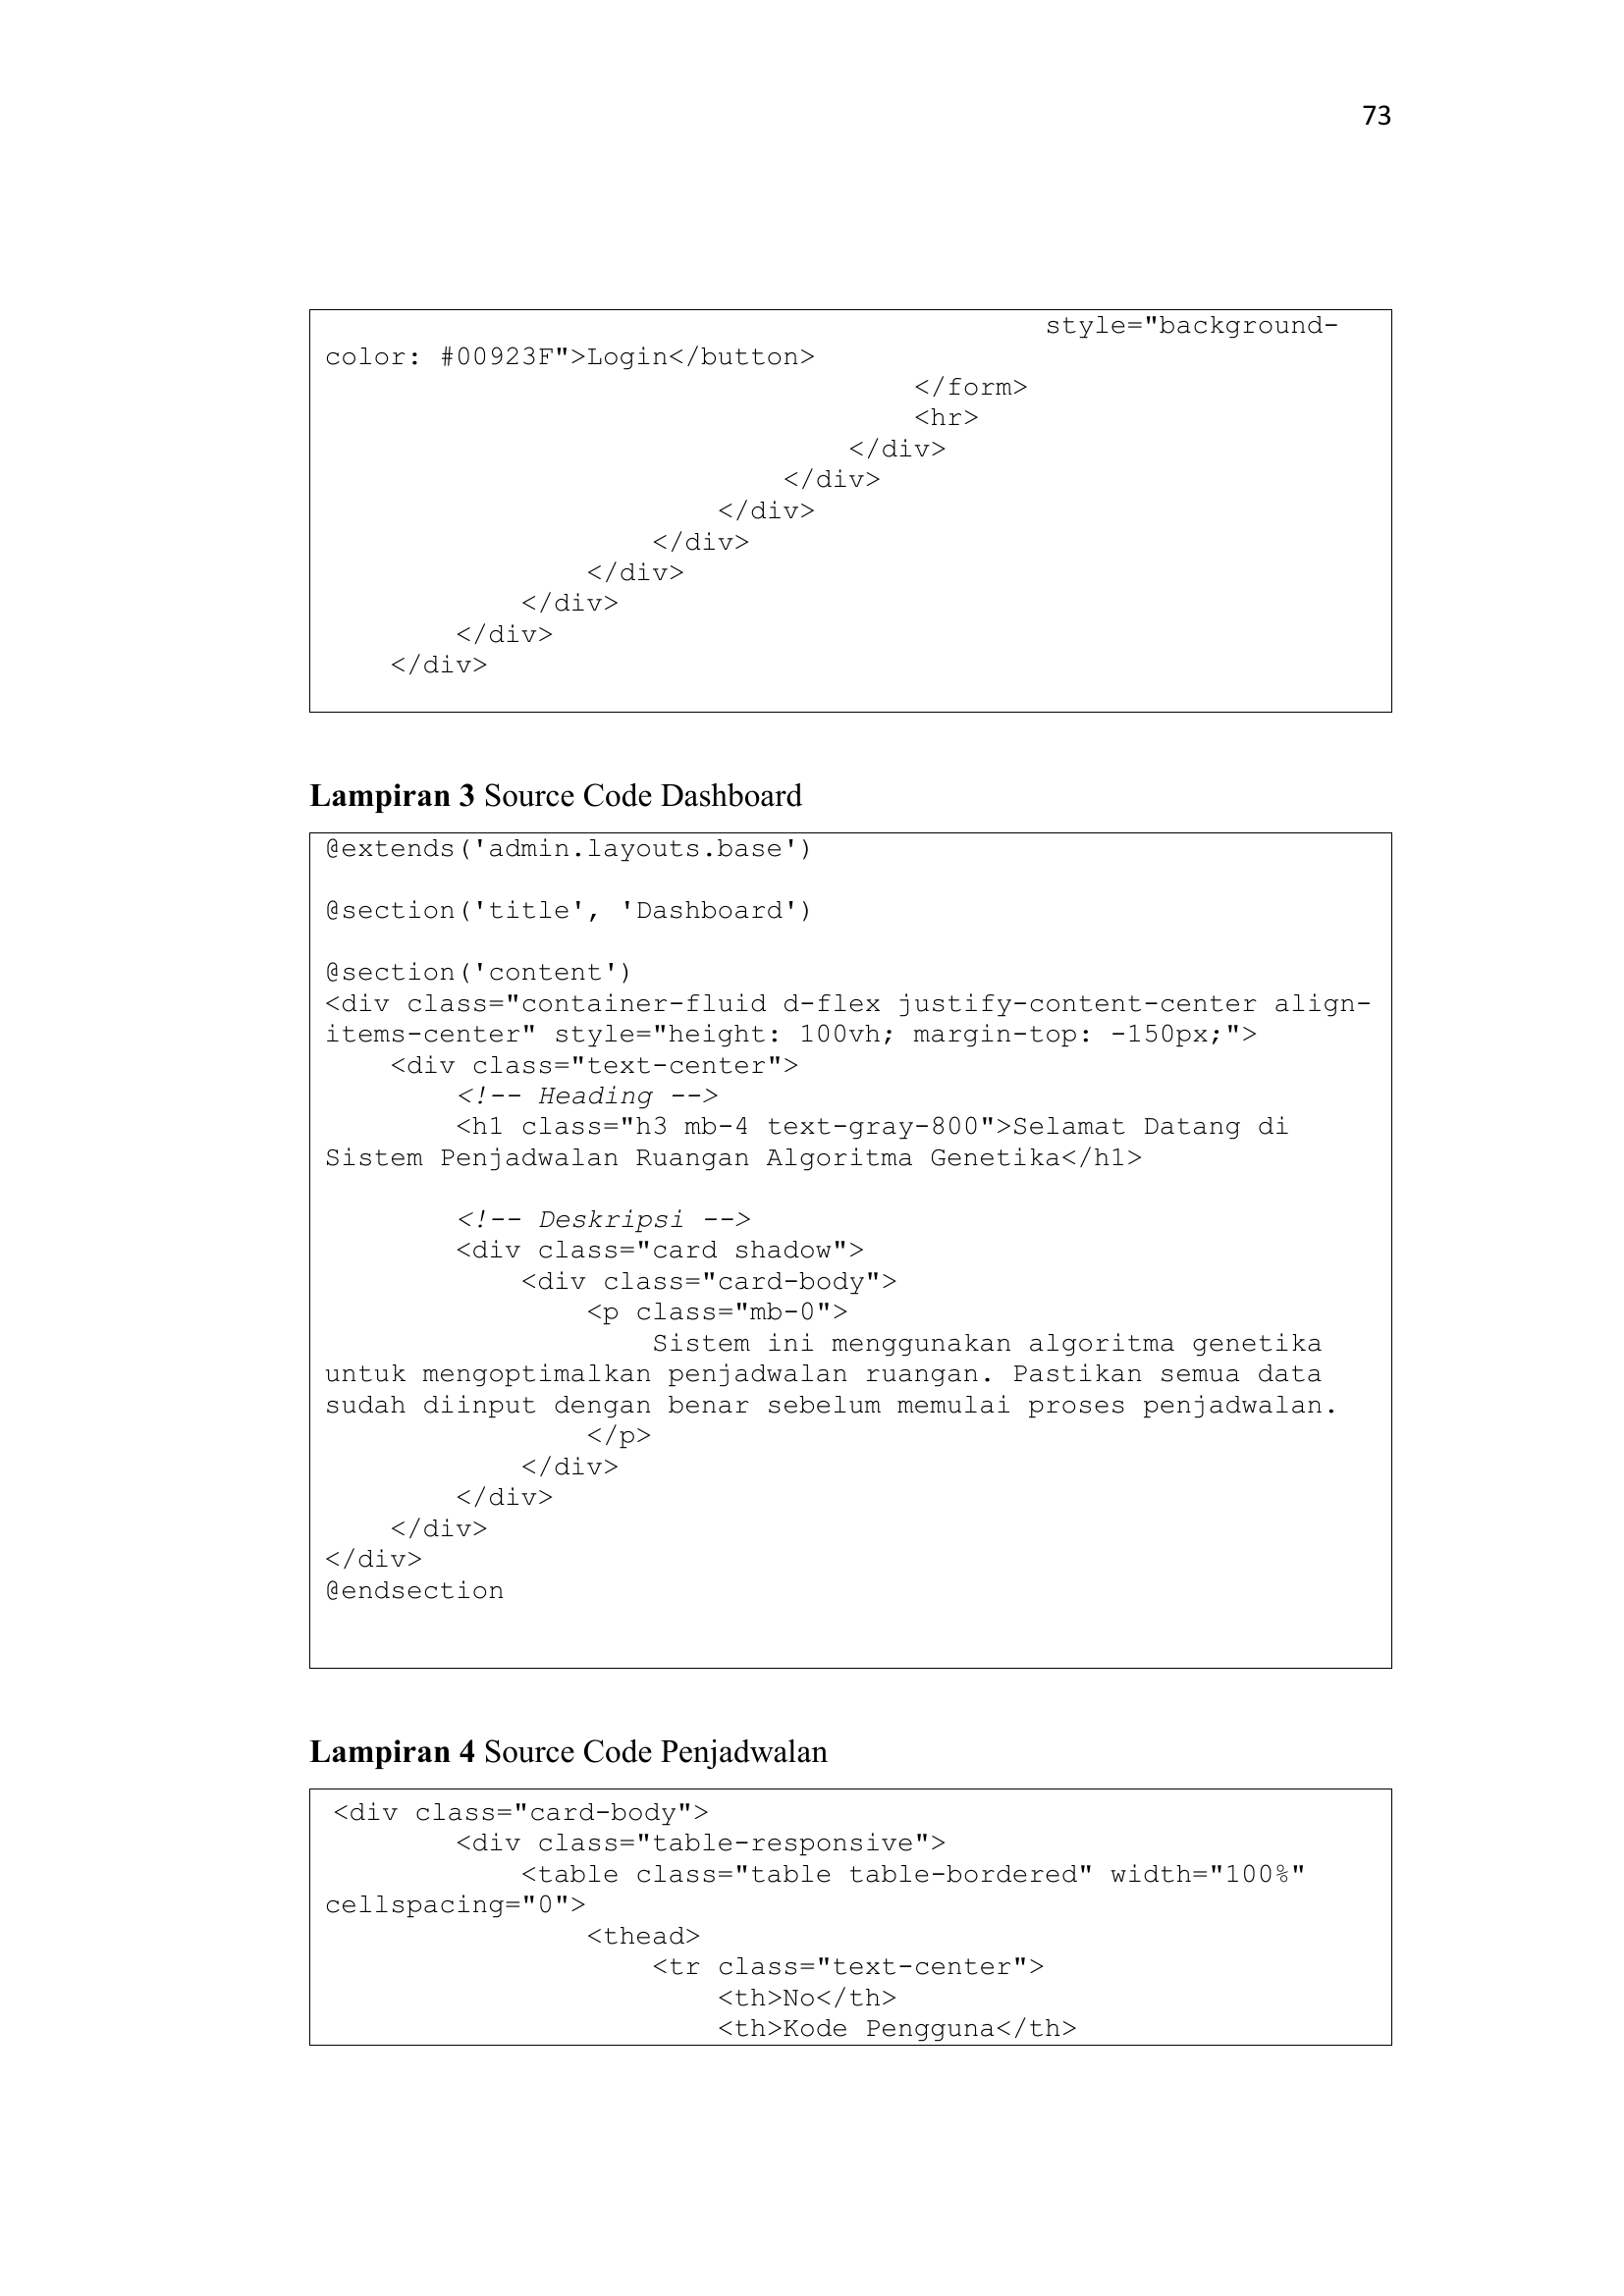 73
                                            style="background-
color: #00923F">Login</button>
                                    </form>
                                    <hr>
                                </div>
                            </div>
                        </div>
                    </div>
                </div>
            </div>
        </div>
    </div>
Lampiran 3 Source Code Dashboard
@extends('admin.layouts.base')

@section('title', 'Dashboard')

@section('content')
<div class="container-fluid d-flex justify-content-center align-
items-center" style="height: 100vh; margin-top: -150px;">
    <div class="text-center">
        <!-- Heading -->
        <h1 class="h3 mb-4 text-gray-800">Selamat Datang di
Sistem Penjadwalan Ruangan Algoritma Genetika</h1>

        <!-- Deskripsi -->
        <div class="card shadow">
            <div class="card-body">
                <p class="mb-0">
                    Sistem ini menggunakan algoritma genetika
untuk mengoptimalkan penjadwalan ruangan. Pastikan semua data
sudah diinput dengan benar sebelum memulai proses penjadwalan.
                </p>
            </div>
        </div>
    </div>
</div>
@endsection
Lampiran 4 Source Code Penjadwalan
<div class="card-body">
        <div class="table-responsive">
            <table class="table table-bordered" width="100%"
cellspacing="0">
                <thead>
                    <tr class="text-center">
                        <th>No</th>
                        <th>Kode Pengguna</th>